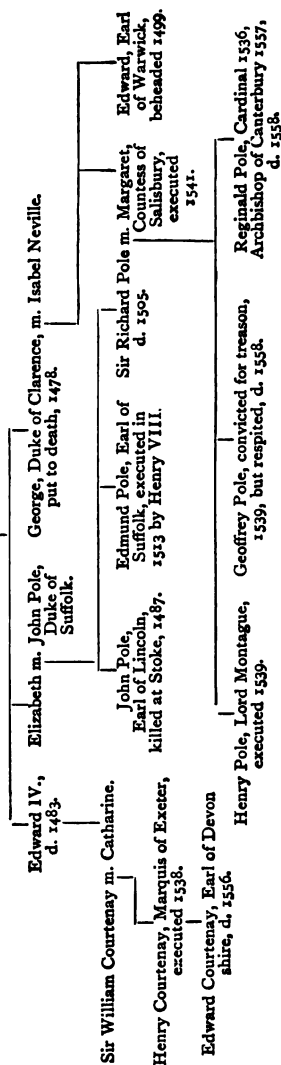 Edward IV.,
d. 1483.
Elizabeth m. John Pole,
Duke of
Suffolk.
George, Duke of Clarence, m. Isabel Neville.
put to death, 1478.
Sir William Courtenay m. Catharine.
John Pole,
Earl of Lincoln,
killed at Stoke, 1487.
Edmund Pole, Earl of
Suffolk, executed in
1513 by Henry VIII.
Sir Richard Pole m. Margaret,
d. 1505.
Countess of
Salisbury,
executed
1541.
Edward, Earl
of Warwick,
beheaded 1499.
Henry Courtenay, Marquis of Exeter,
executed 1538.
Edward Courtenay, Earl of Devon
shire, d. 1556.
Henry Pole, Lord Montague,
executed 1539.
Geoffrey Pole, convicted for treason,
1539, but respited, d. 1558.
Reginald Pole, Cardinal 1536,
Archbishop of Canterbury 1557,
d. 1558.